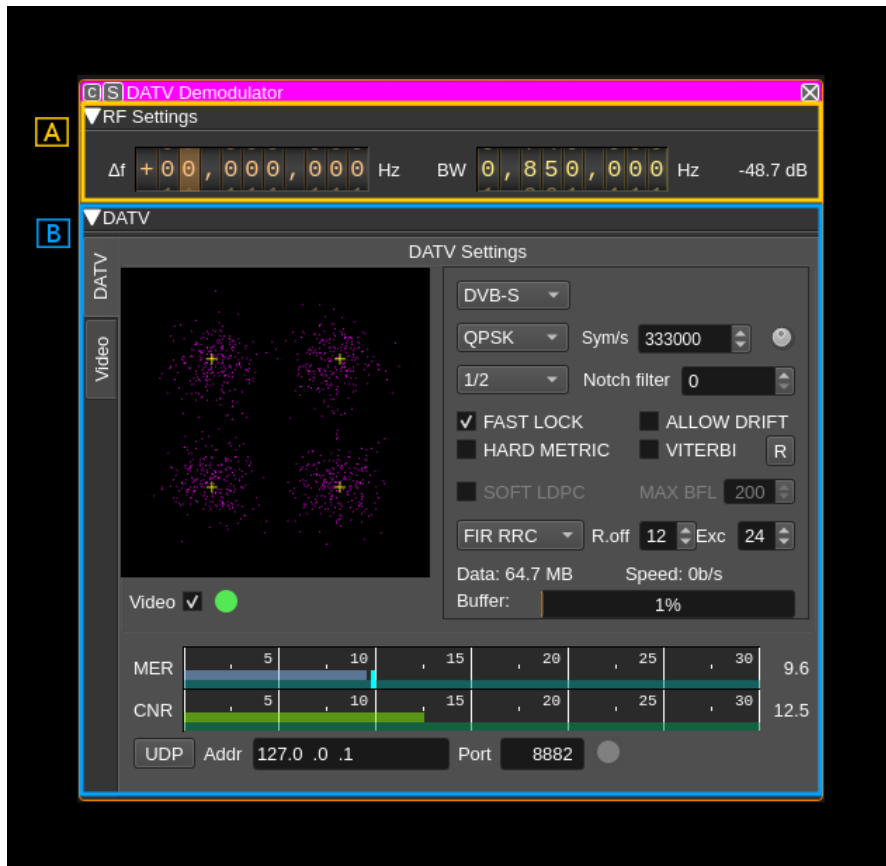 C S DATV Demodulator
A
RF Settings
Δf +00,000,000 Hz BW 0,850,000 Hz -48.7 dB
B
DATV
DATV
Video
DATV Settings
DVB-S
QPSK Sym/s 333000
1/2 Notch filter 0
FAST LOCK ALLOW DRIFT
HARD METRIC VITERBI R
SOFT LDPC MAX BFL 200
FIR RRC R.off 12 Exc 24
Data: 64.7 MB Speed: 0b/s
Video Buffer: 1%
MER 5 10 15 20 25 30 9.6
CNR 5 10 15 20 25 30 12.5
UDP Addr 127.0 .0 .1 Port 8882